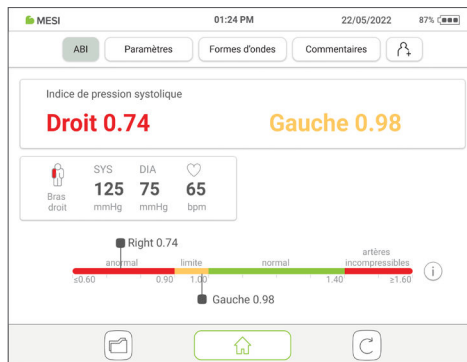 MESI 01:24 PM 22/05/2022 87%
ABI Paramètres Formes d'ondes Commentaires
Indice de pression systolique
Droit 0.74 Gauche 0.98
SYS DIA
125 75 65
Bras droit mmHg mmHg bpm
Right 0.74
anormal limite normal artères incompressibles
≤0.60 0.90 1.00 1.40 ≥1.60
i
Gauche 0.98